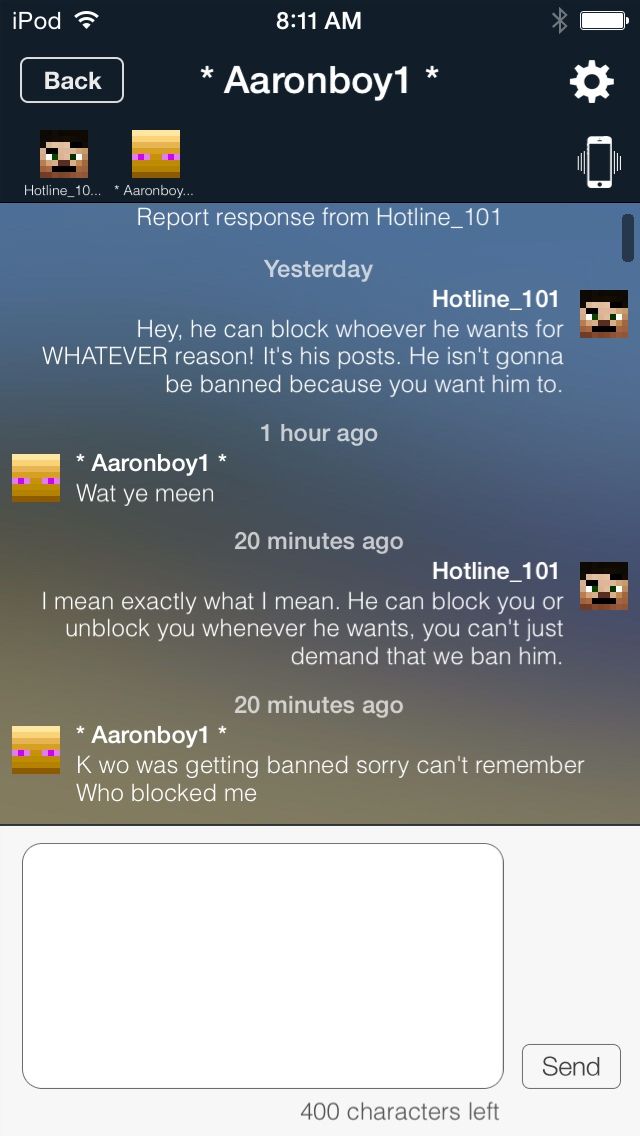 iPod 8:11 AM
Back * Aaronboy1 *
Hotline_10... * Aaronboy...
Report response from Hotline_101
Yesterday
Hotline_101
Hey, he can block whoever he wants for
WHATEVER reason! It's his posts. He isn't gonna
be banned because you want him to.
1 hour ago
* Aaronboy1 *
Wat ye meen
20 minutes ago
Hotline_101
I mean exactly what I mean. He can block you or
unblock you whenever he wants, you can't just
demand that we ban him.
20 minutes ago
* Aaronboy1 *
K wo was getting banned sorry can't remember
Who blocked me
Send
400 characters left